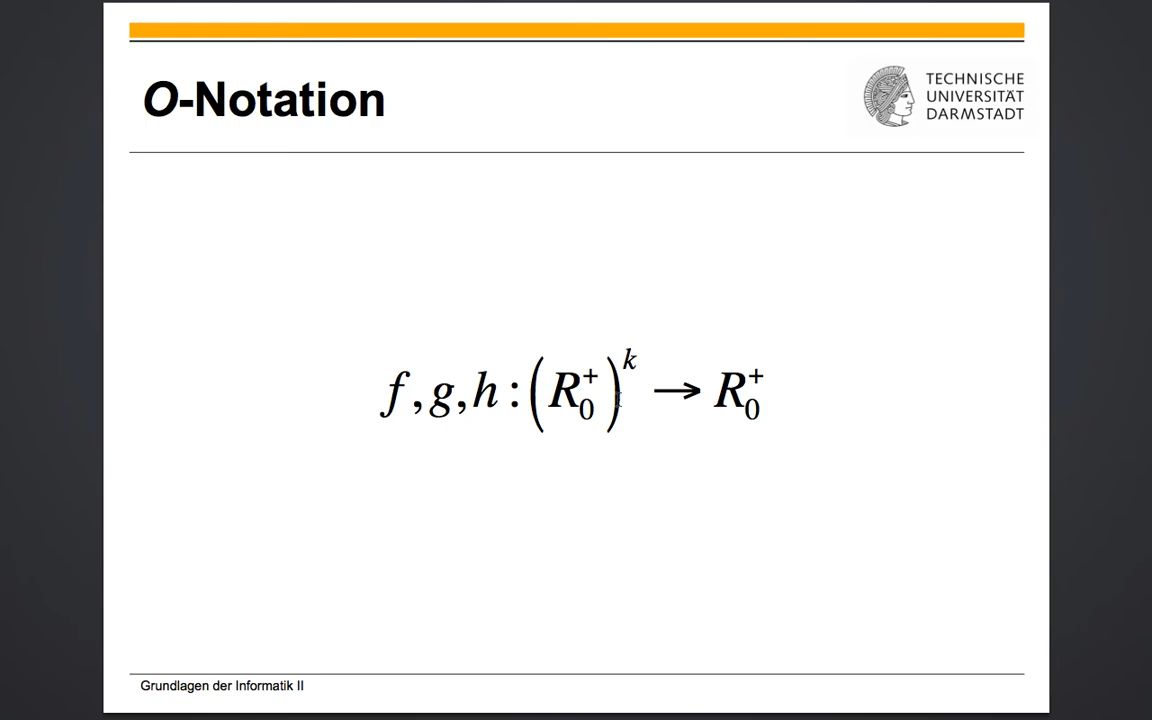 O-Notation
TECHNISCHE
UNIVERSITÄT
DARMSTADT
f, g, h : (R₀⁺)ᵏ → R₀⁺
Grundlagen der Informatik II